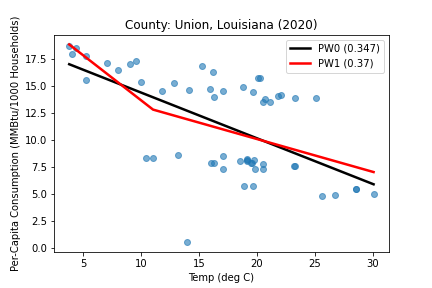 County: Union, Louisiana (2020)
PW0 (0.347)
PW1 (0.37)
Per-Capita Consumption (MMBtu/1000 Households)
17.5
15.0
12.5
10.0
7.5
5.0
2.5
0.0
5 10 15 20 25 30
Temp (deg C)